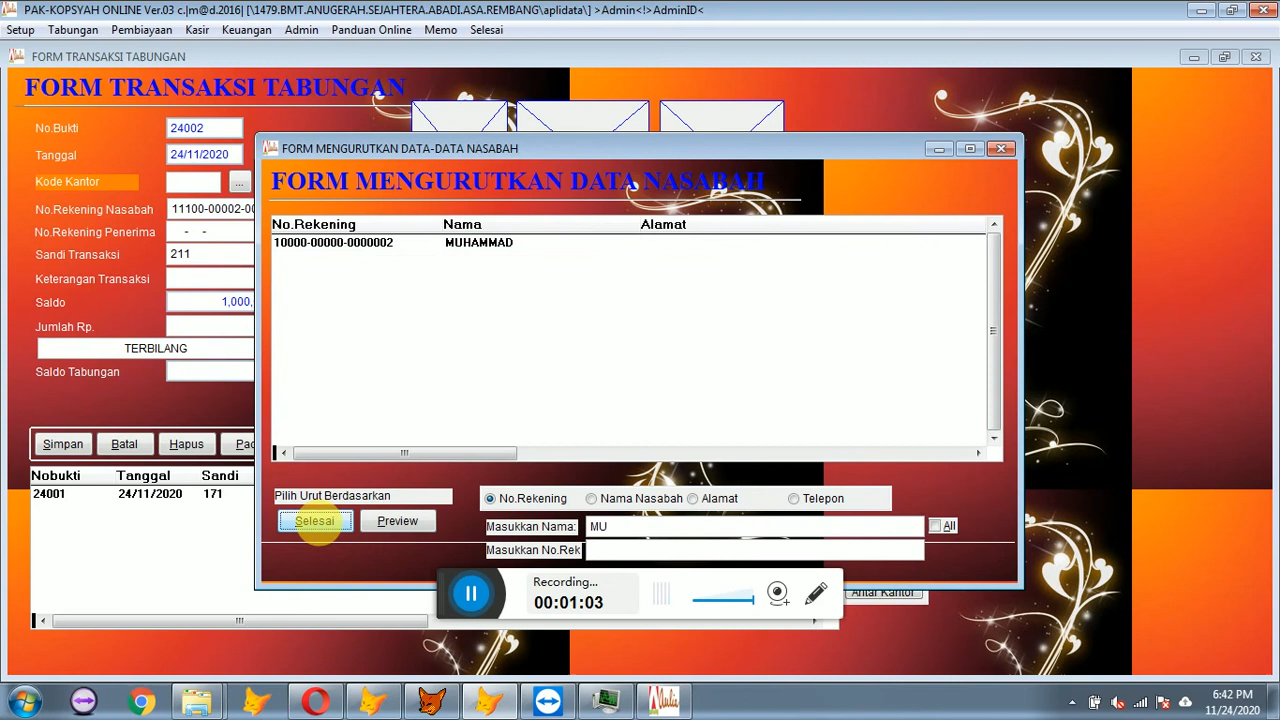 PAK-KOPSYAH ONLINE Ver.03 c.|m@d.2016| [\1479.BMT.ANUGERAH.SEJAHTERA.ABADI.ASA.REMBANG\aplidata\] >Admin<!>AdminID<
Setup Tabungan Pembiayaan Kasir Keuangan Admin Panduan Online Memo Selesai
FORM TRANSAKSI TABUNGAN
FORM TRANSAKSI TABUNGAN
No.Bukti 24002
Tanggal 24/11/2020
Kode Kantor ...
No.Rekening Nasabah 11100-00002-00
No.Rekening Penerima - -
Sandi Transaksi 211
Keterangan Transaksi
Saldo 1,000,
Jumlah Rp.
TERBILANG
Saldo Tabungan
Simpan Batal Hapus
Nobukti Tanggal Sandi
24001 24/11/2020 171
FORM MENGURUTKAN DATA-DATA NASABAH
FORM MENGURUTKAN DATA NASABAH
No.Rekening Nama Alamat
10000-00000-0000002 MUHAMMAD
Pilih Urut Berdasarkan
No.Rekening Nama Nasabah Alamat Telepon
Selesai Preview
Masukkan Nama: MU All
Masukkan No.Rek
Antar Kantor
Recording...
00:01:03
6:42 PM
11/24/2020